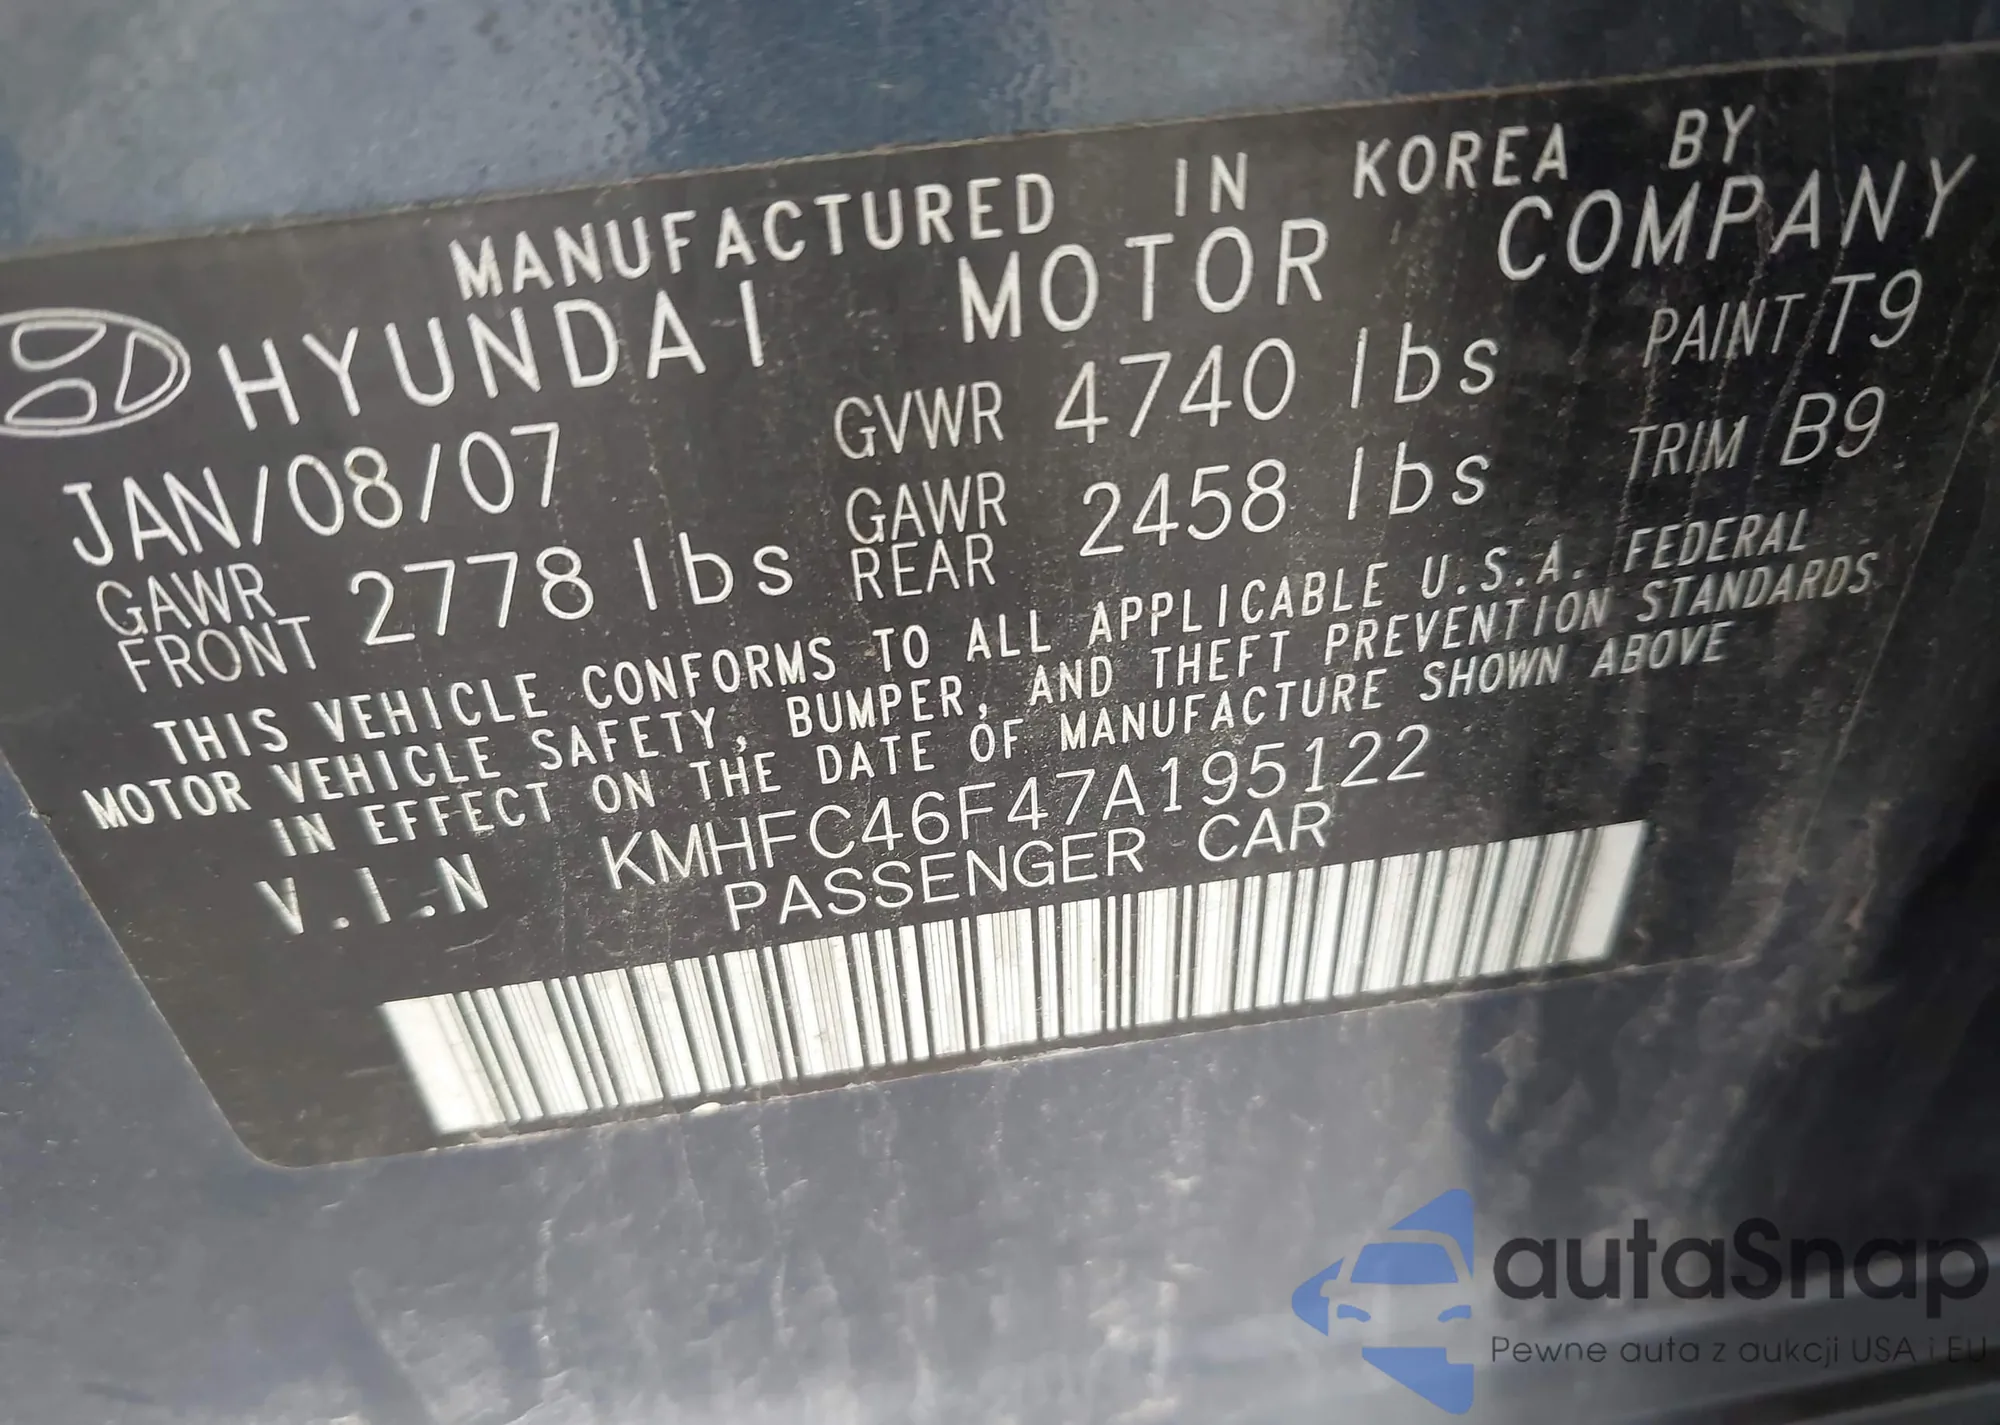 MANUFACTURED IN KOREA BY
HYUNDAI MOTOR COMPANY
JAN/08/07 GVWR 4740 lbs PAINT T9
GAWR FRONT 2778 lbs GAWR REAR 2458 lbs TRIM B9
THIS VEHICLE CONFORMS TO ALL APPLICABLE U.S.A. FEDERAL
MOTOR VEHICLE SAFETY, BUMPER, AND THEFT PREVENTION STANDARDS
IN EFFECT ON THE DATE OF MANUFACTURE SHOWN ABOVE
V.I.N KMHFC46F47A195122
PASSENGER CAR
autaSnap
Pewne auta z aukcji USA i EU